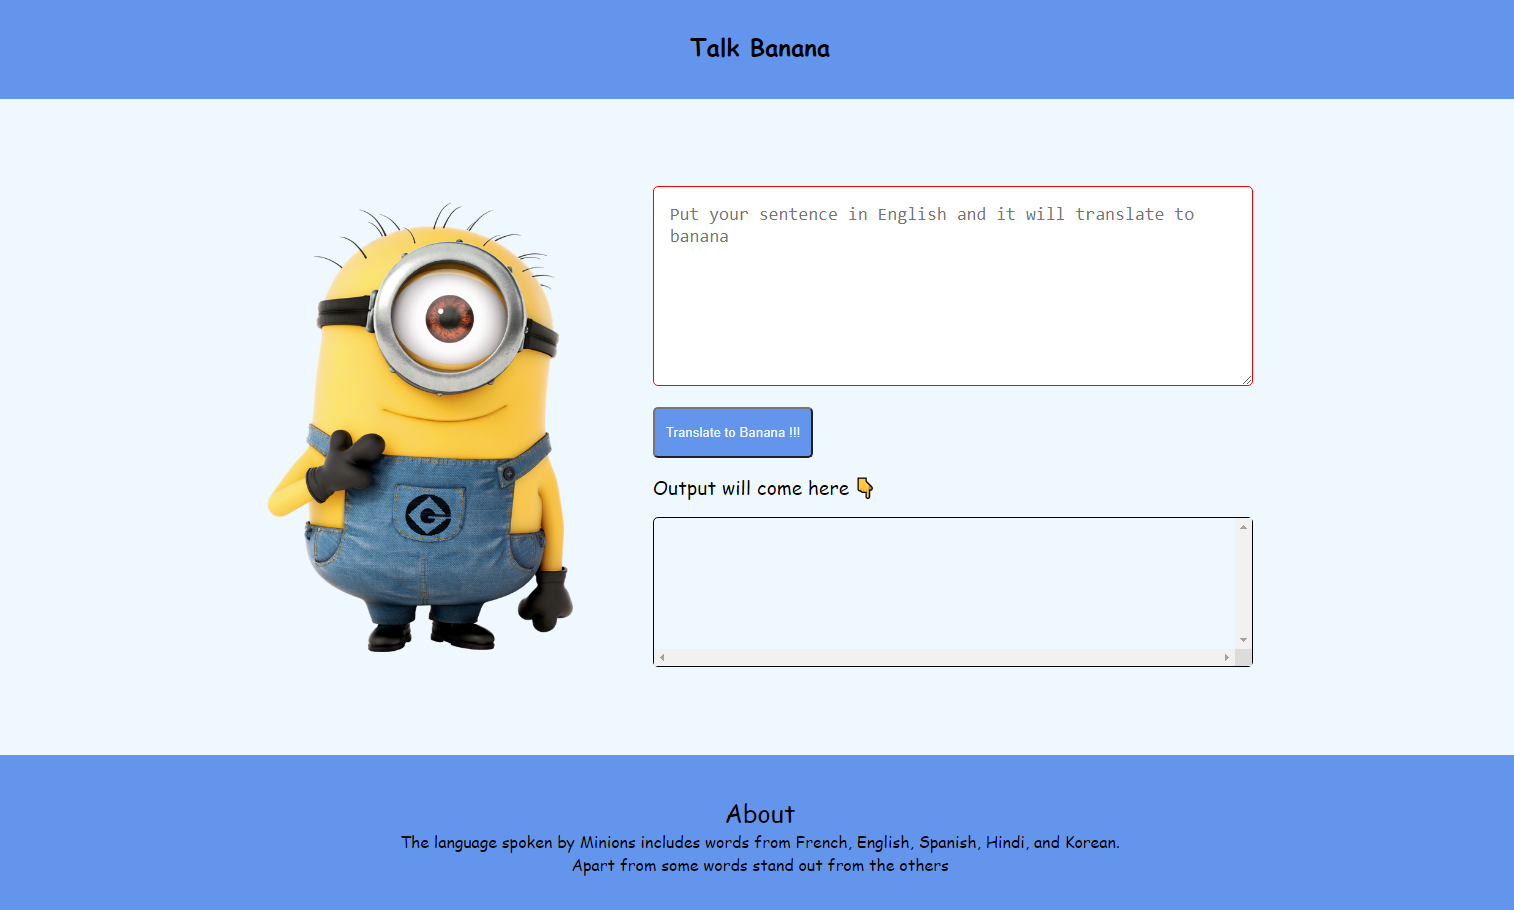 Talk Banana
Put your sentence in English and it will translate to
banana
Translate to Banana !!!
Output will come here 👇
About
The language spoken by Minions includes words from French, English, Spanish, Hindi, and Korean.
Apart from some words stand out from the others